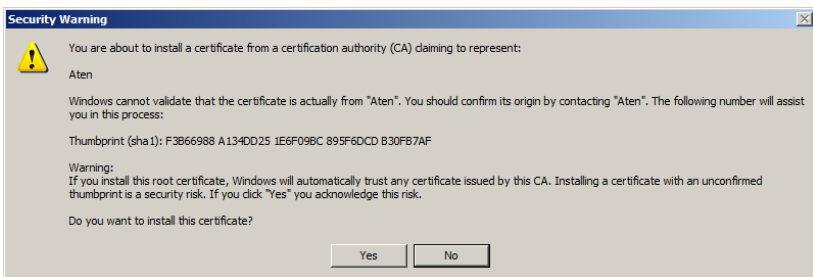 Security Warning
You are about to install a certificate from a certification authority (CA) claiming to represent:
Aten
Windows cannot validate that the certificate is actually from "Aten". You should confirm its origin by contacting "Aten". The following number will assist
you in this process:
Thumbprint (sha1): F3B66988 A134DD25 1E6F09BC 895F6DCD B30FB7AF
Warning:
If you install this root certificate, Windows will automatically trust any certificate issued by this CA. Installing a certificate with an unconfirmed
thumbprint is a security risk. If you click "Yes" you acknowledge this risk.
Do you want to install this certificate?
Yes No